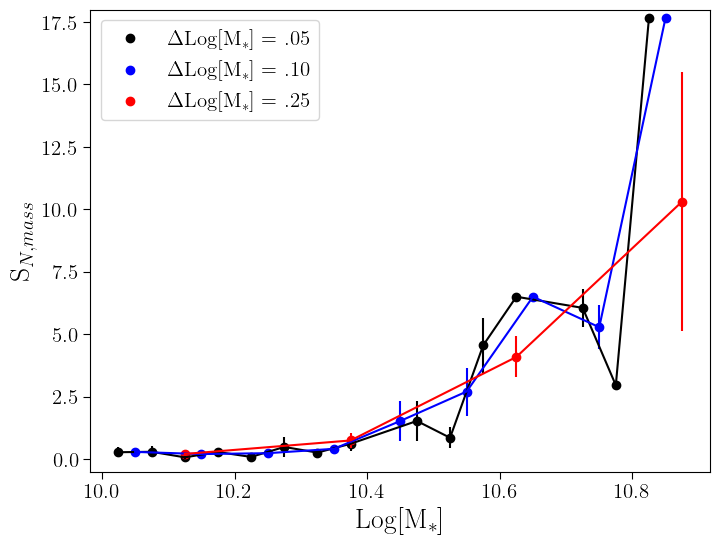 17.5
15.0
12.5
10.0
7.5
5.0
2.5
0.0
S_{N,mass}
ΔLog[M_*] = .05
ΔLog[M_*] = .10
ΔLog[M_*] = .25
10.0 10.2 10.4 10.6 10.8
Log[M_*]